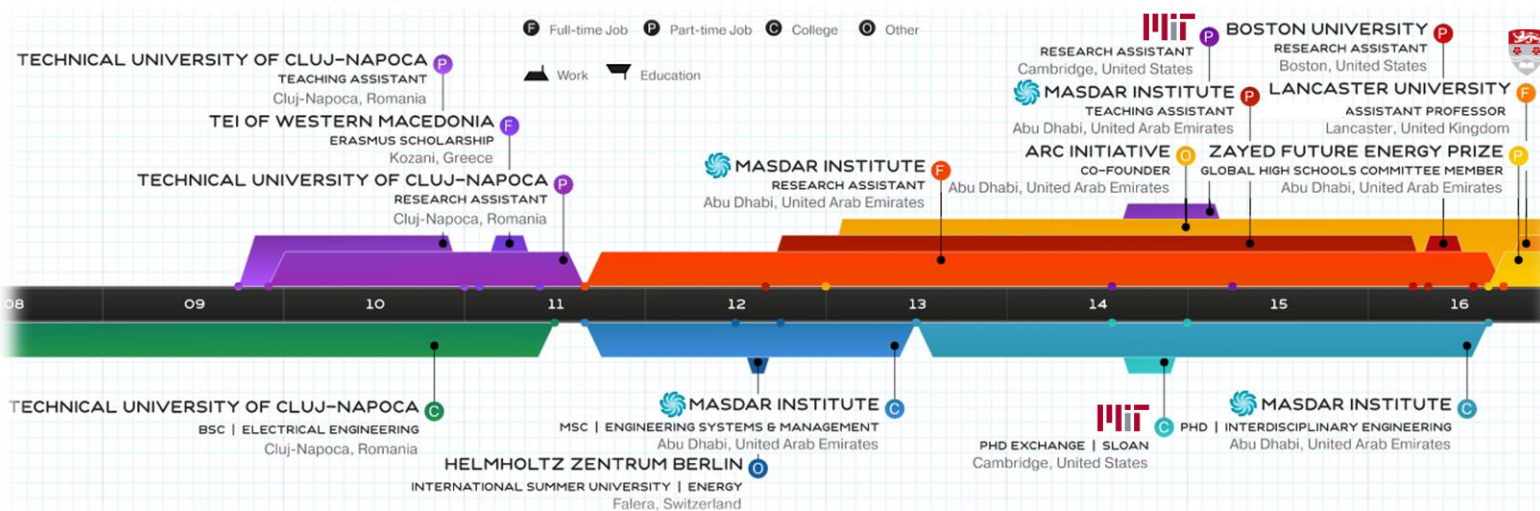 F Full-time Job P Part-time Job C College O Other
Work Education
TECHNICAL UNIVERSITY OF CLUJ-NAPOCA P
TEACHING ASSISTANT
Cluj-Napoca, Romania
TEI OF WESTERN MACEDONIA F
ERASMUS SCHOLARSHIP
Kozani, Greece
TECHNICAL UNIVERSITY OF CLUJ-NAPOCA P
RESEARCH ASSISTANT
Cluj-Napoca, Romania
MASDAR INSTITUTE F
RESEARCH ASSISTANT
Abu Dhabi, United Arab Emirates
MIT P
RESEARCH ASSISTANT
Cambridge, United States
MASDAR INSTITUTE P
TEACHING ASSISTANT
Abu Dhabi, United Arab Emirates
ARC INITIATIVE O
CO-FOUNDER
Abu Dhabi, United Arab Emirates
BOSTON UNIVERSITY P
RESEARCH ASSISTANT
Boston, United States
LANCASTER UNIVERSITY F
ASSISTANT PROFESSOR
Lancaster, United Kingdom
ZAYED FUTURE ENERGY PRIZE P
GLOBAL HIGH SCHOOLS COMMITTEE MEMBER
Abu Dhabi, United Arab Emirates
08 09 10 11 12 13 14 15 16
TECHNICAL UNIVERSITY OF CLUJ-NAPOCA C
BSC | ELECTRICAL ENGINEERING
Cluj-Napoca, Romania
MASDAR INSTITUTE C
MSC | ENGINEERING SYSTEMS & MANAGEMENT
Abu Dhabi, United Arab Emirates
HELMHOLTZ ZENTRUM BERLIN O
INTERNATIONAL SUMMER UNIVERSITY | ENERGY
Falera, Switzerland
MIT C
PHD EXCHANGE | SLOAN
Cambridge, United States
MASDAR INSTITUTE C
PHD | INTERDISCIPLINARY ENGINEERING
Abu Dhabi, United Arab Emirates